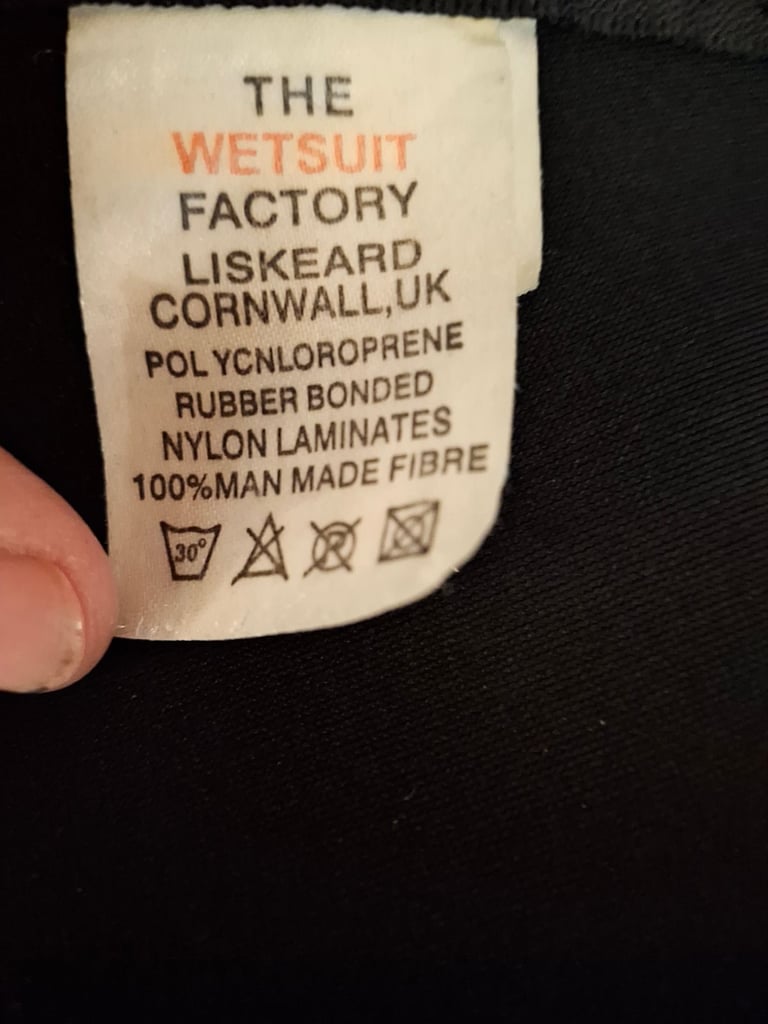 THE
WETSUIT
FACTORY
LISKEARD
CORNWALL,UK
POLYCNLOROPRENE
RUBBER BONDED
NYLON LAMINATES
100%MAN MADE FIBRE
30°